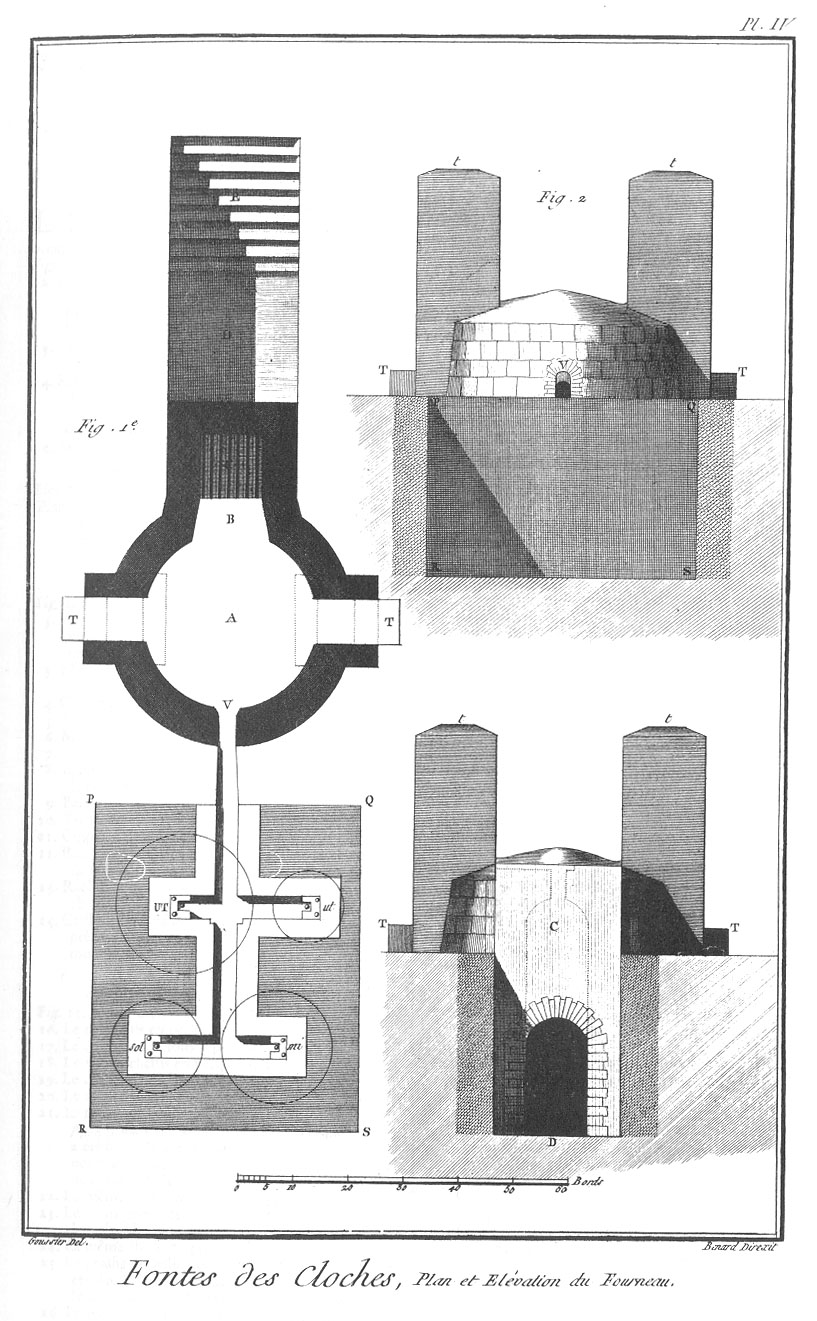 Pl. IV
t t
Fig. 2
E
D
T V T
P Q
Fig. 1e.
B
R S
T A T
V
t t
P Q
UT ut
T C T
sol mi
R S
D
0 5 10 20 30 40 50 60 Bords
Goussier Del.
Benard Direxit
Fontes des Cloches, Plan et Elévation du Fourneau.